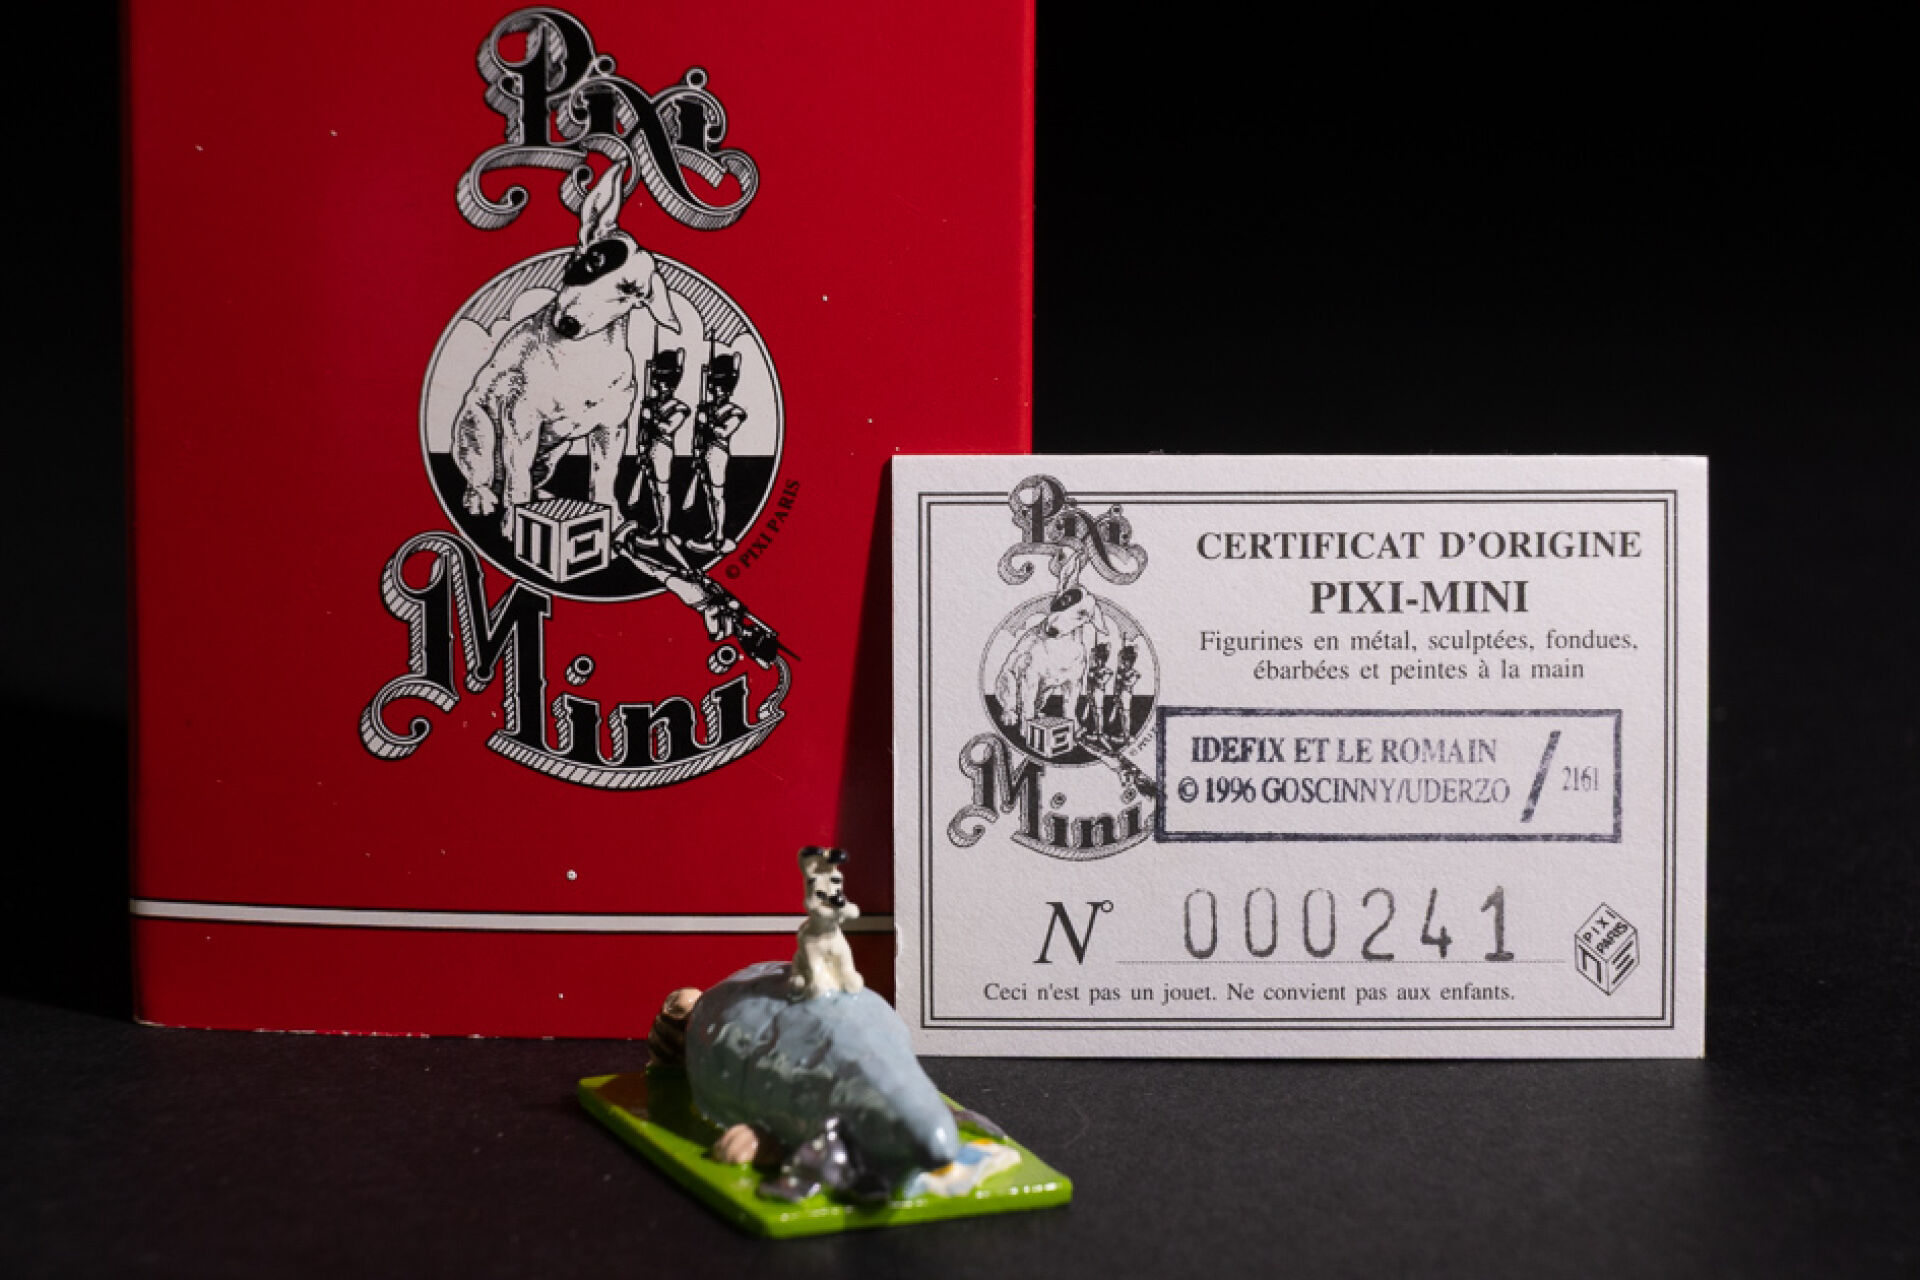 Pixi
© PIXI PARIS
Mini
Pixi
Mini
CERTIFICAT D'ORIGINE
PIXI-MINI
Figurines en métal, sculptées, fondues,
ébarbées et peintes à la main
IDEFIX ET LE ROMAIN
© 1996 GOSCINNY/UDERZO / 2161
N° 000241
PIXI
PARIS
Ceci n'est pas un jouet. Ne convient pas aux enfants.